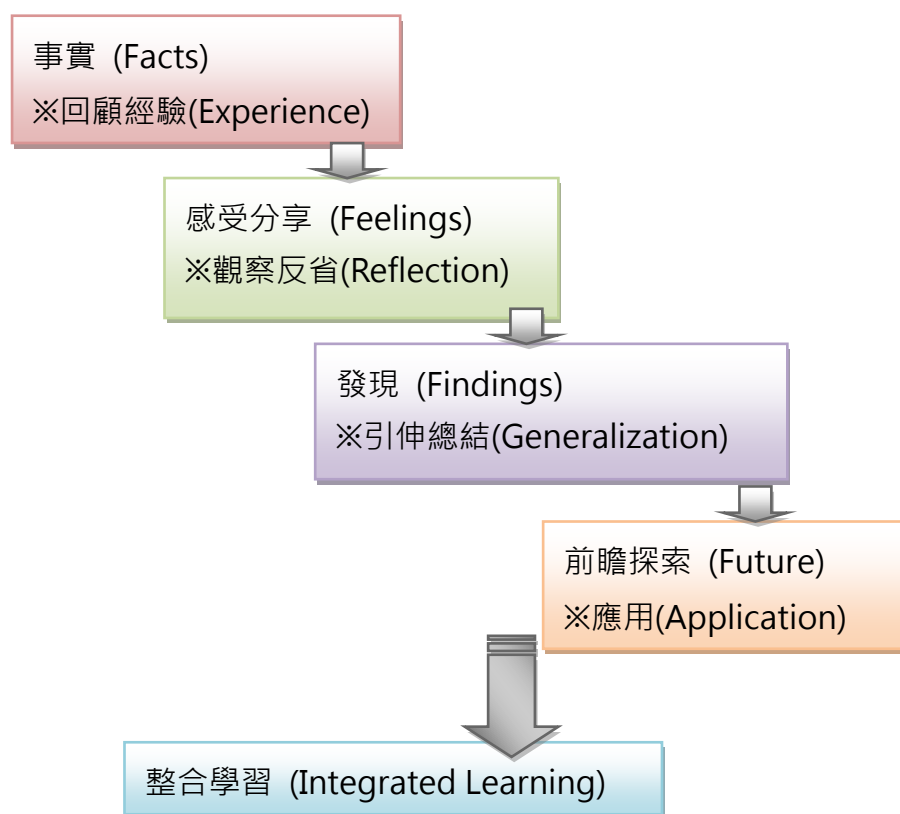 事實 (Facts)
※回顧經驗(Experience)
感受分享 (Feelings)
※觀察反省(Reflection)
發現 (Findings)
※引伸總結(Generalization)
前瞻探索 (Future)
※應用(Application)
整合學習 (Integrated Learning)